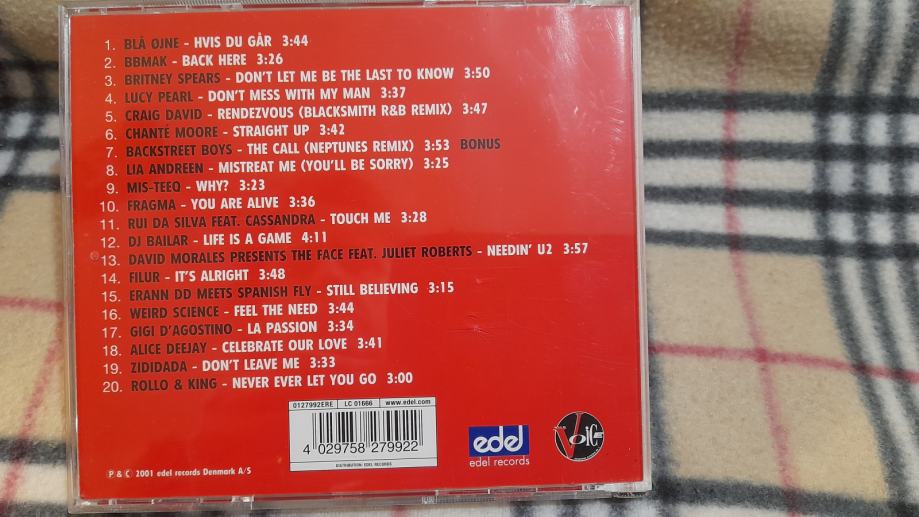 1. BLÅ ØJNE - HVIS DU GÅR 3:44
2. BBMAK - BACK HERE 3:26
3. BRITNEY SPEARS - DON'T LET ME BE THE LAST TO KNOW 3:50
4. LUCY PEARL - DON'T MESS WITH MY MAN 3:37
5. CRAIG DAVID - RENDEZVOUS (BLACKSMITH R&B REMIX) 3:47
6. CHANTÉ MOORE - STRAIGHT UP 3:42
7. BACKSTREET BOYS - THE CALL (NEPTUNES REMIX) 3:53 BONUS
8. LIA ANDREEN - MISTREAT ME (YOU'LL BE SORRY) 3:25
9. MIS-TEEQ - WHY? 3:23
10. FRAGMA - YOU ARE ALIVE 3:36
11. RUI DA SILVA FEAT. CASSANDRA - TOUCH ME 3:28
12. DJ BAILAR - LIFE IS A GAME 4:11
13. DAVID MORALES PRESENTS THE FACE FEAT. JULIET ROBERTS - NEEDIN' U2 3:57
14. FILUR - IT'S ALRIGHT 3:48
15. ERANN DD MEETS SPANISH FLY - STILL BELIEVING 3:15
16. WEIRD SCIENCE - FEEL THE NEED 3:44
17. GIGI D'AGOSTINO - LA PASSION 3:34
18. ALICE DEEJAY - CELEBRATE OUR LOVE 3:41
19. ZIDIDADA - DON'T LEAVE ME 3:33
20. ROLLO & KING - NEVER EVER LET YOU GO 3:00
0127992ERE LC 01666 www.edel.com
4 029758 279922
DISTRIBUTION: EDEL RECORDS
edel
edel records
Voice
P & C 2001 edel records Denmark A/S